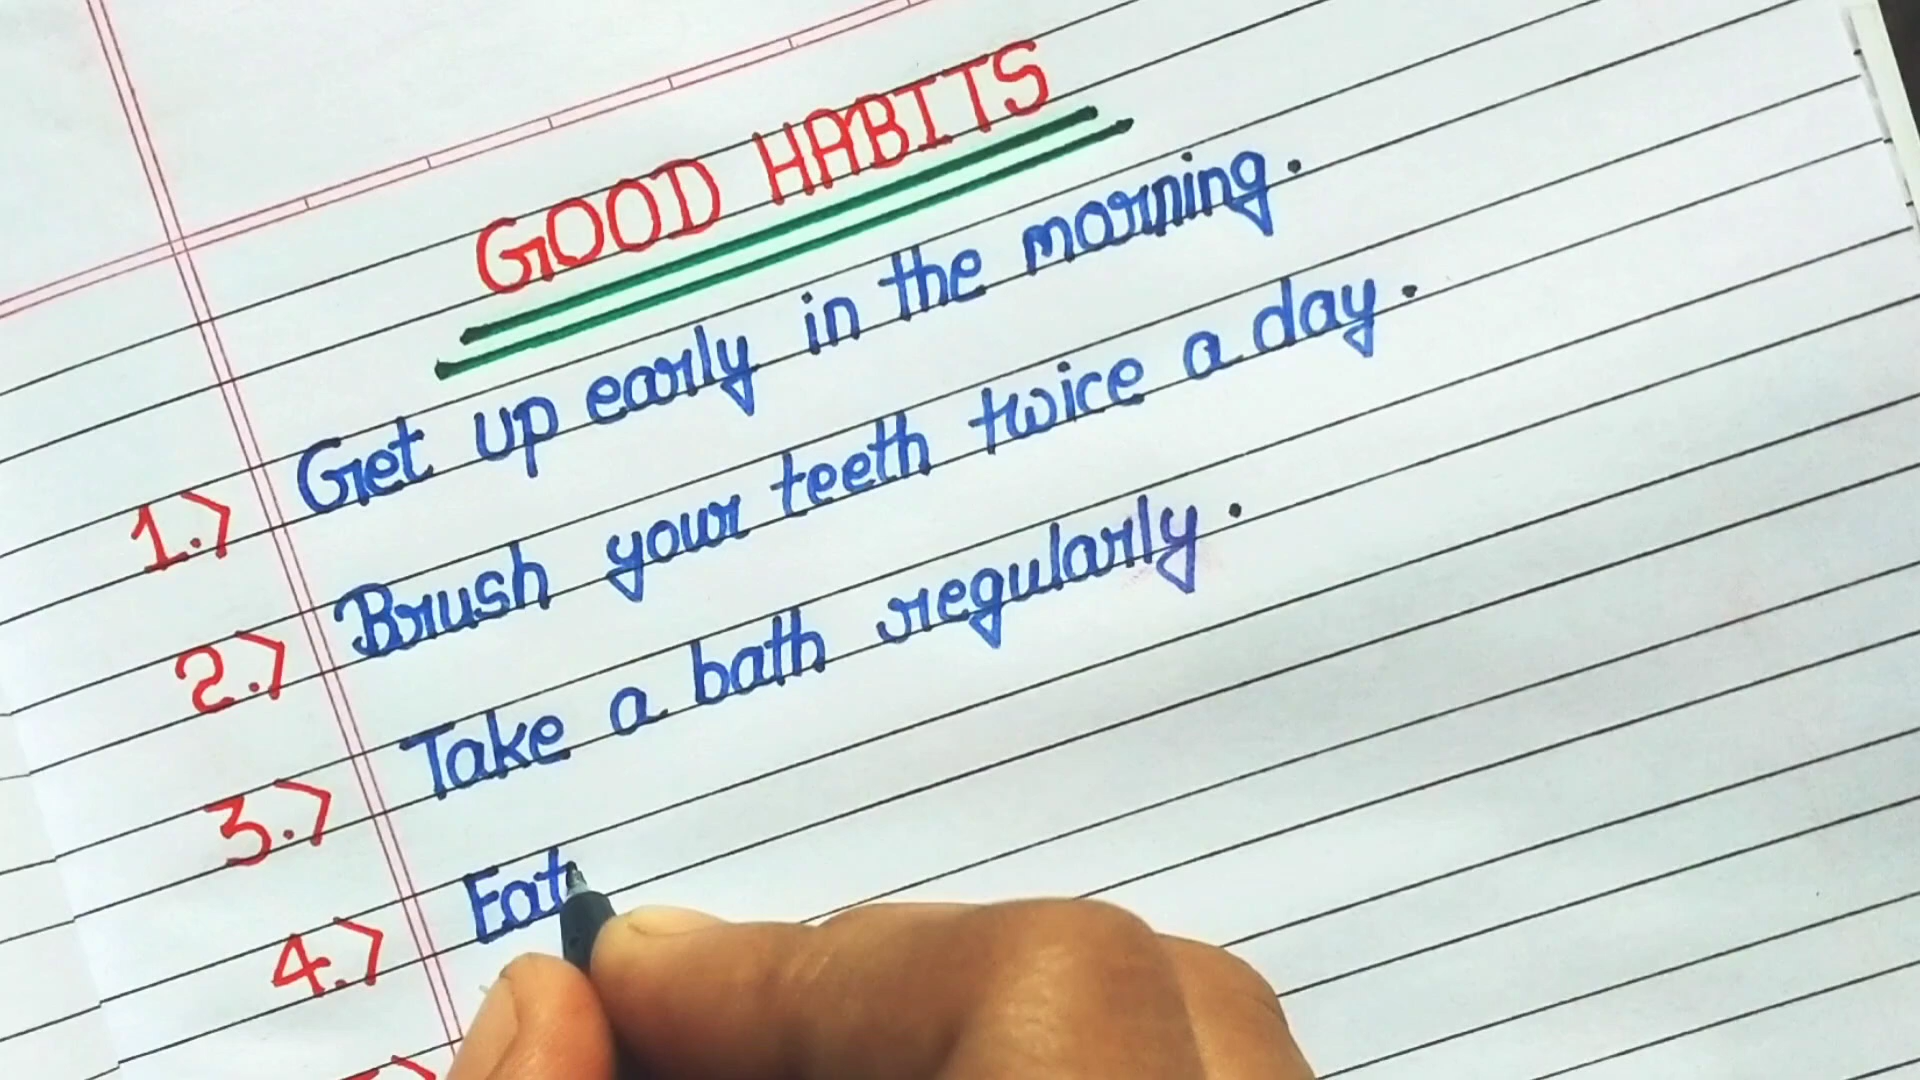 GOOD HABITS
1.) Get up early in the morning.
2.) Brush your teeth twice a day.
3.) Take a bath regularly.
4.) Eat